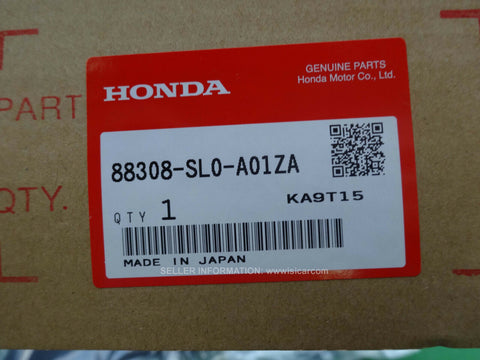 GENUINE PARTS
Honda Motor Co., Ltd.
HONDA
PART
88308-SL0-A01ZA
KA9T15
QTY.
QTY 1
MADE IN JAPAN
SELLER INFORMATION: www.isicar.com